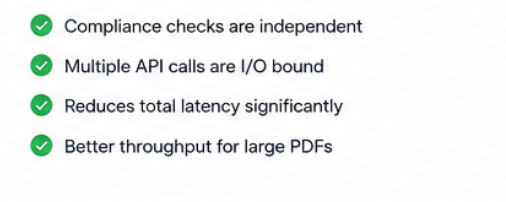 Compliance checks are independent
Multiple API calls are I/O bound
Reduces total latency significantly
Better throughput for large PDFs